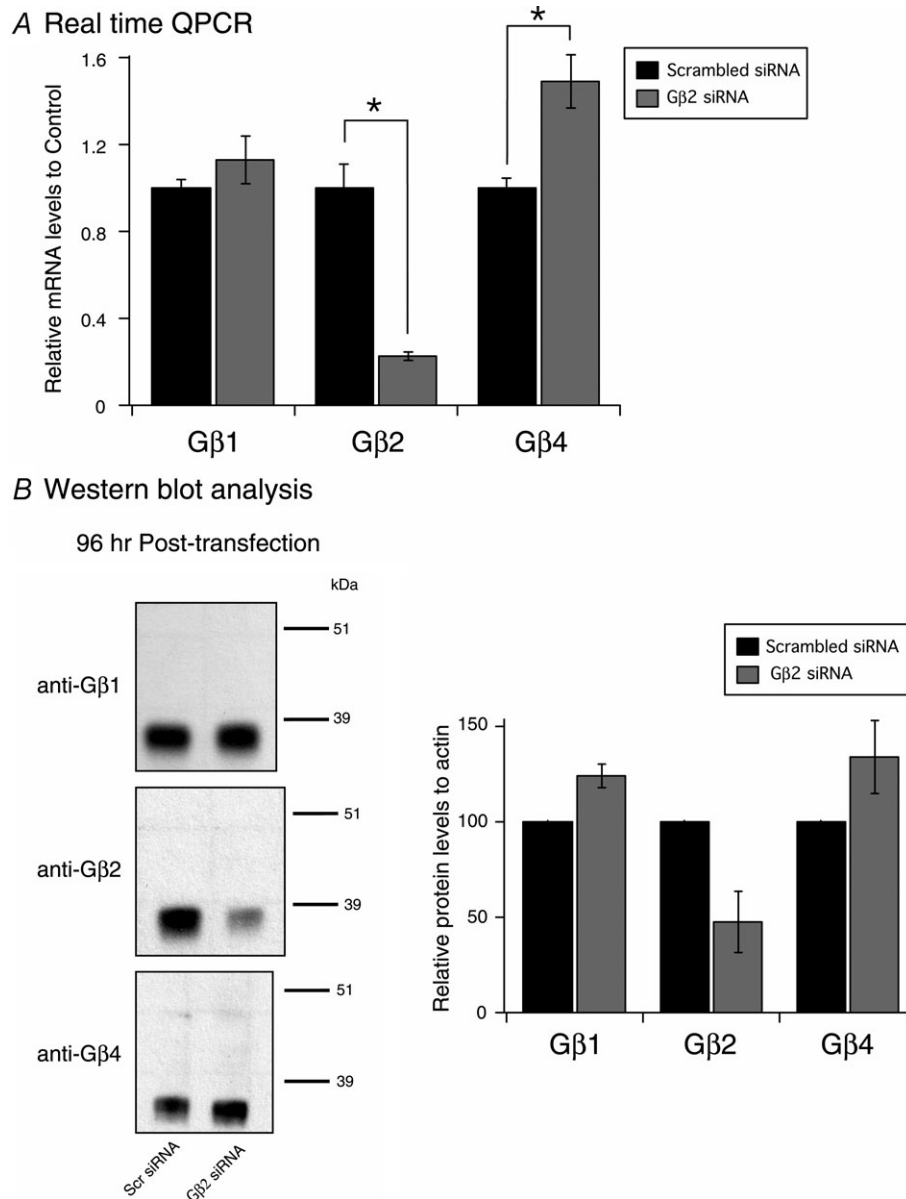 A Real time QPCR
Relative mRNA levels to Control
1.6
1.2
0.8
0.4
0
*
*
Scrambled siRNA
Gβ2 siRNA
Gβ1
Gβ2
Gβ4
B Western blot analysis
96 hr Post-transfection
kDa
anti-Gβ1
51
39
anti-Gβ2
51
39
anti-Gβ4
51
39
Scr siRNA
Gβ2 siRNA
Scrambled siRNA
Gβ2 siRNA
Relative protein levels to actin
150
100
50
0
Gβ1
Gβ2
Gβ4